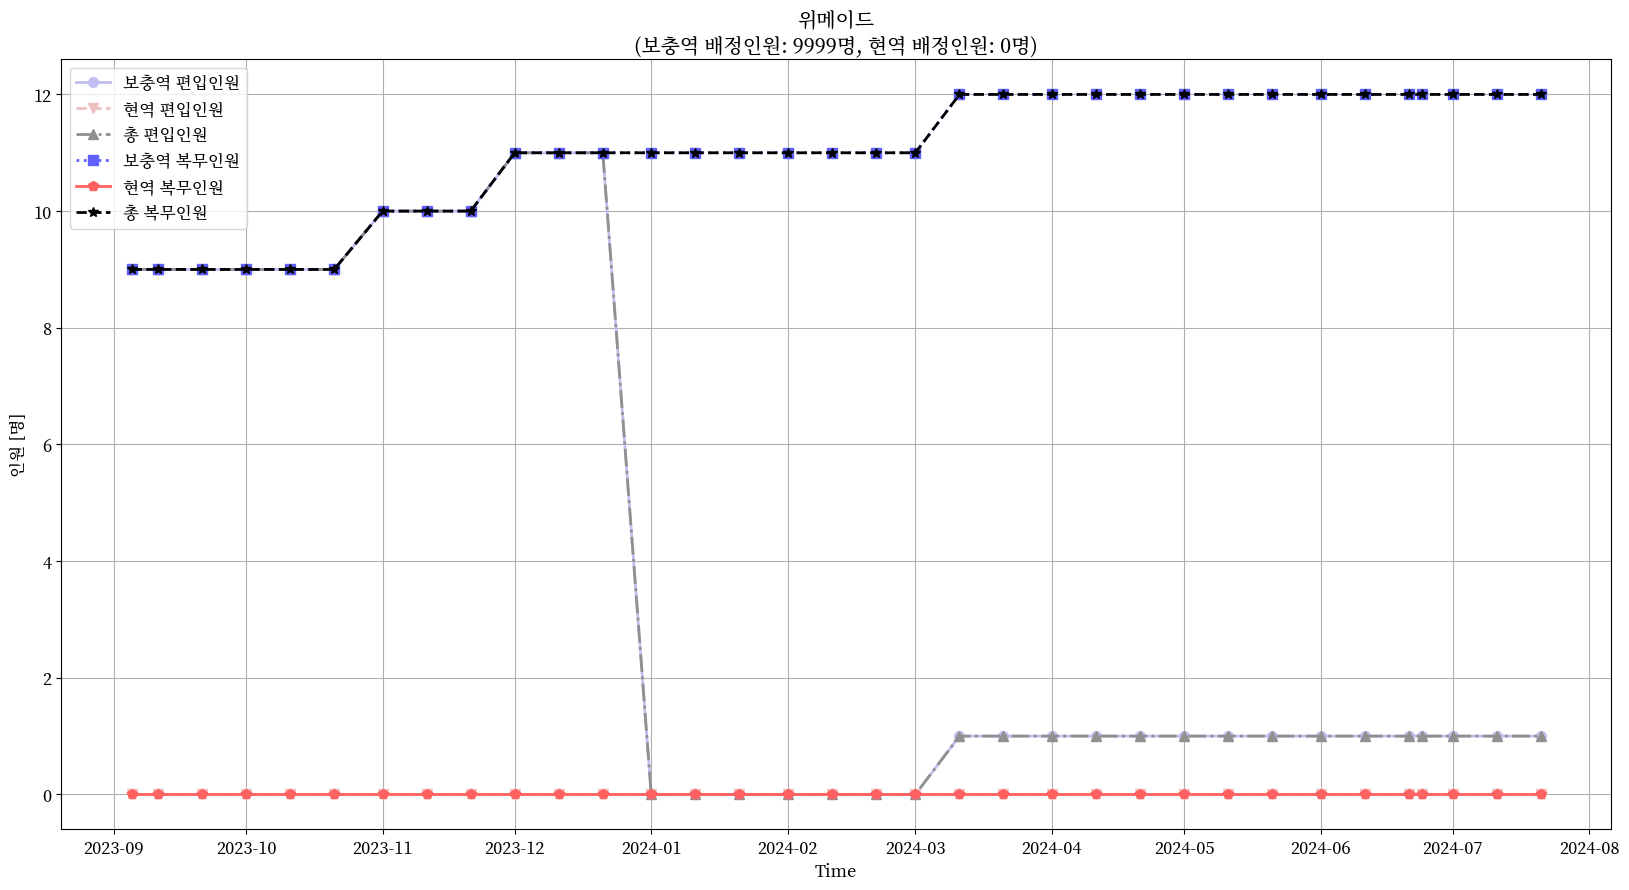 위메이드
(보충역 배정인원: 9999명, 현역 배정인원: 0명)
보충역 편입인원
현역 편입인원
총 편입인원
보충역 복무인원
현역 복무인원
총 복무인원
12
10
8
6
4
2
0
인원 [명]
2023-09 2023-10 2023-11 2023-12 2024-01 2024-02 2024-03 2024-04 2024-05 2024-06 2024-07 2024-08
Time